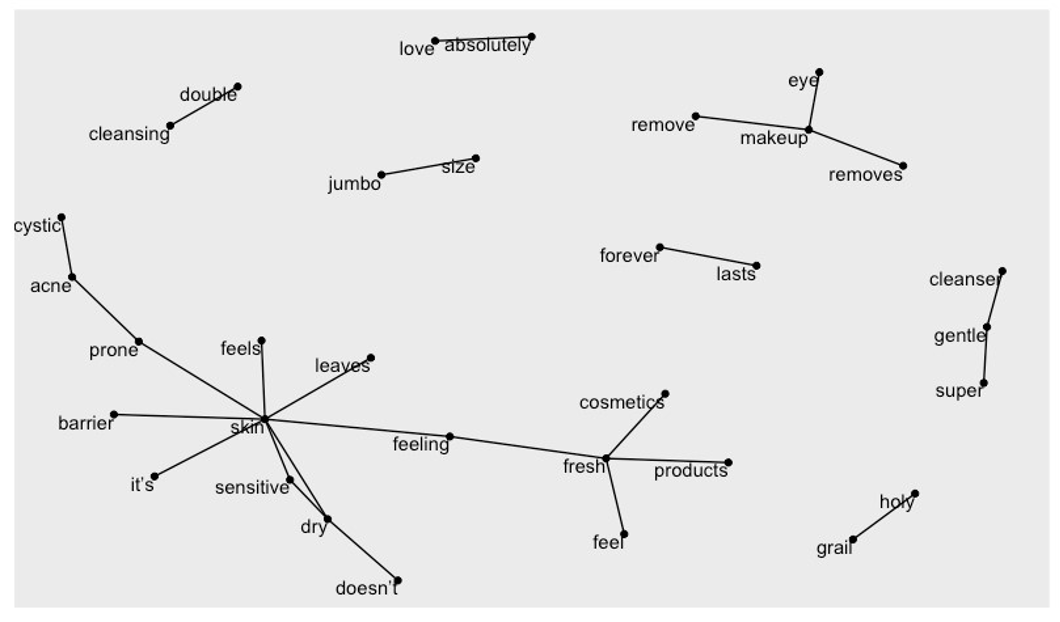 love
absolutely
eye
double
remove
cleansing
makeup
size
removes
jumbo
cystic
forever
lasts
cleanser
acne
gentle
feels
prone
leaves
super
cosmetics
barrier
skin
feeling
fresh
products
it's
sensitive
holy
dry
feel
grail
doesn't